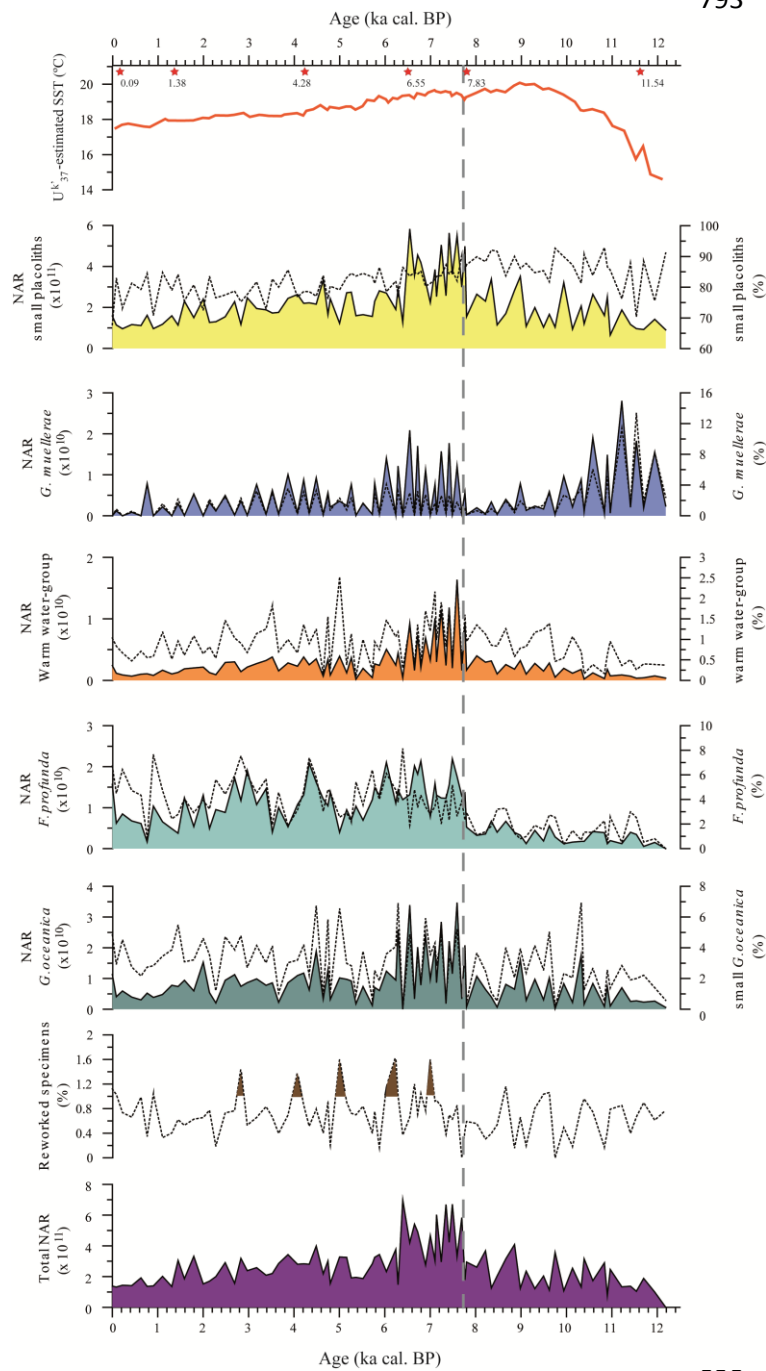 793
Age (ka cal. BP)
0 1 2 3 4 5 6 7 8 9 10 11 12
0.09 1.38 4.28 6.55 7.83 11.54
U^k'_37-estimated SST (ºC)
20
18
16
14
NAR
small placoliths
(x10^11)
6
4
2
0
100
90
80
70
60
small placoliths
(%)
NAR
G. muellerae
(x10^10)
3
2
1
0
16
12
8
4
0
G. muellerae
(%)
NAR
Warm water-group
(x10^10)
2
1
0
3
2.5
2
1.5
1
0.5
0
warm water-group
(%)
NAR
F.profunda
(x10^10)
3
2
1
0
10
8
6
4
2
0
F.profunda
(%)
NAR
G.oceanica
(x10^10)
4
3
2
1
0
8
6
4
2
0
small G.oceanica
(%)
Reworked specimens
(%)
2
1.6
1.2
0.8
0.4
0
Total NAR
(x 10^11)
8
6
4
2
0
0 1 2 3 4 5 6 7 8 9 10 11 12
Age (ka cal. BP)